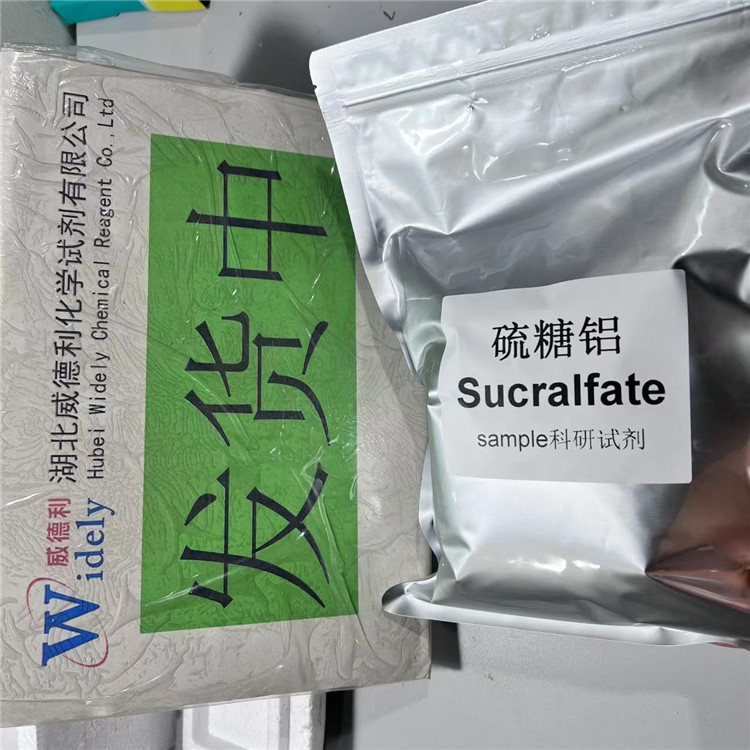 威德利
Widely
湖北威德利化学试剂有限公司
Hubei Widely Chemical Reagent Co.,Ltd
发货中
硫糖铝
Sucralfate
sample科研试剂